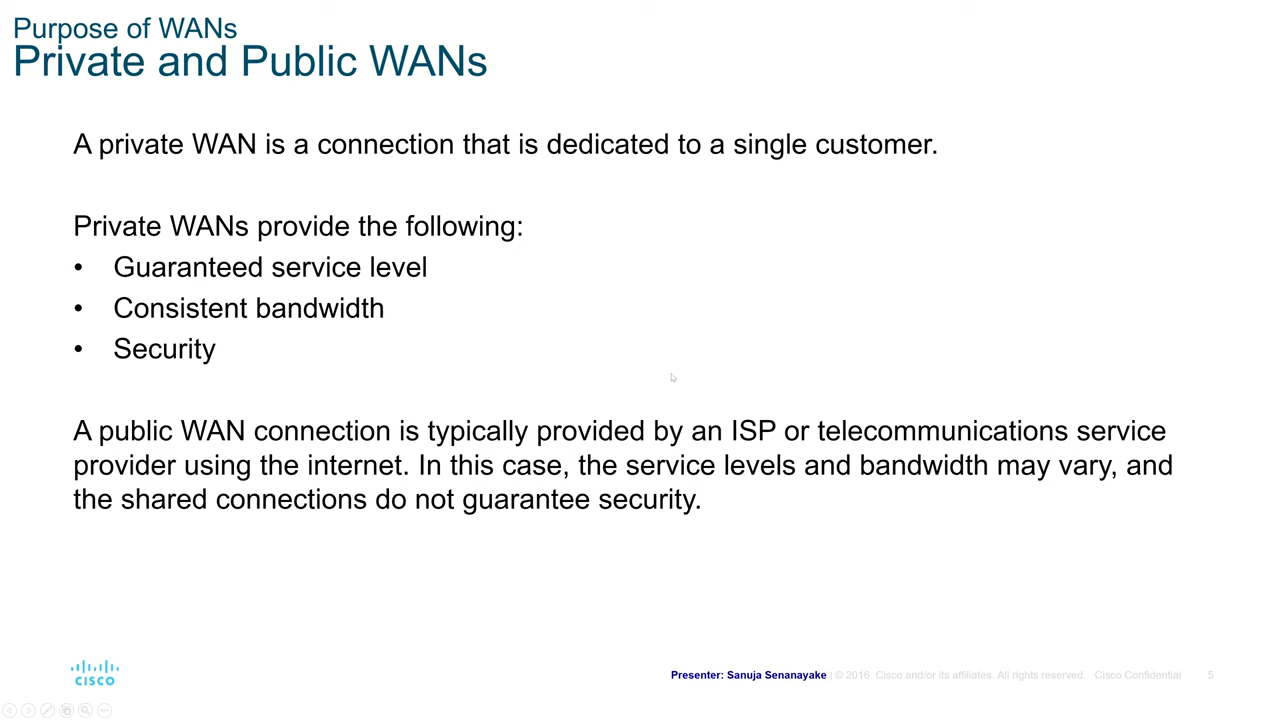 Purpose of WANs
Private and Public WANs
A private WAN is a connection that is dedicated to a single customer.
Private WANs provide the following:
• Guaranteed service level
• Consistent bandwidth
• Security
A public WAN connection is typically provided by an ISP or telecommunications service
provider using the internet. In this case, the service levels and bandwidth may vary, and
the shared connections do not guarantee security.
CISCO
Presenter: Sanuja Senanayake | © 2016 Cisco and/or its affiliates. All rights reserved. Cisco Confidential 5